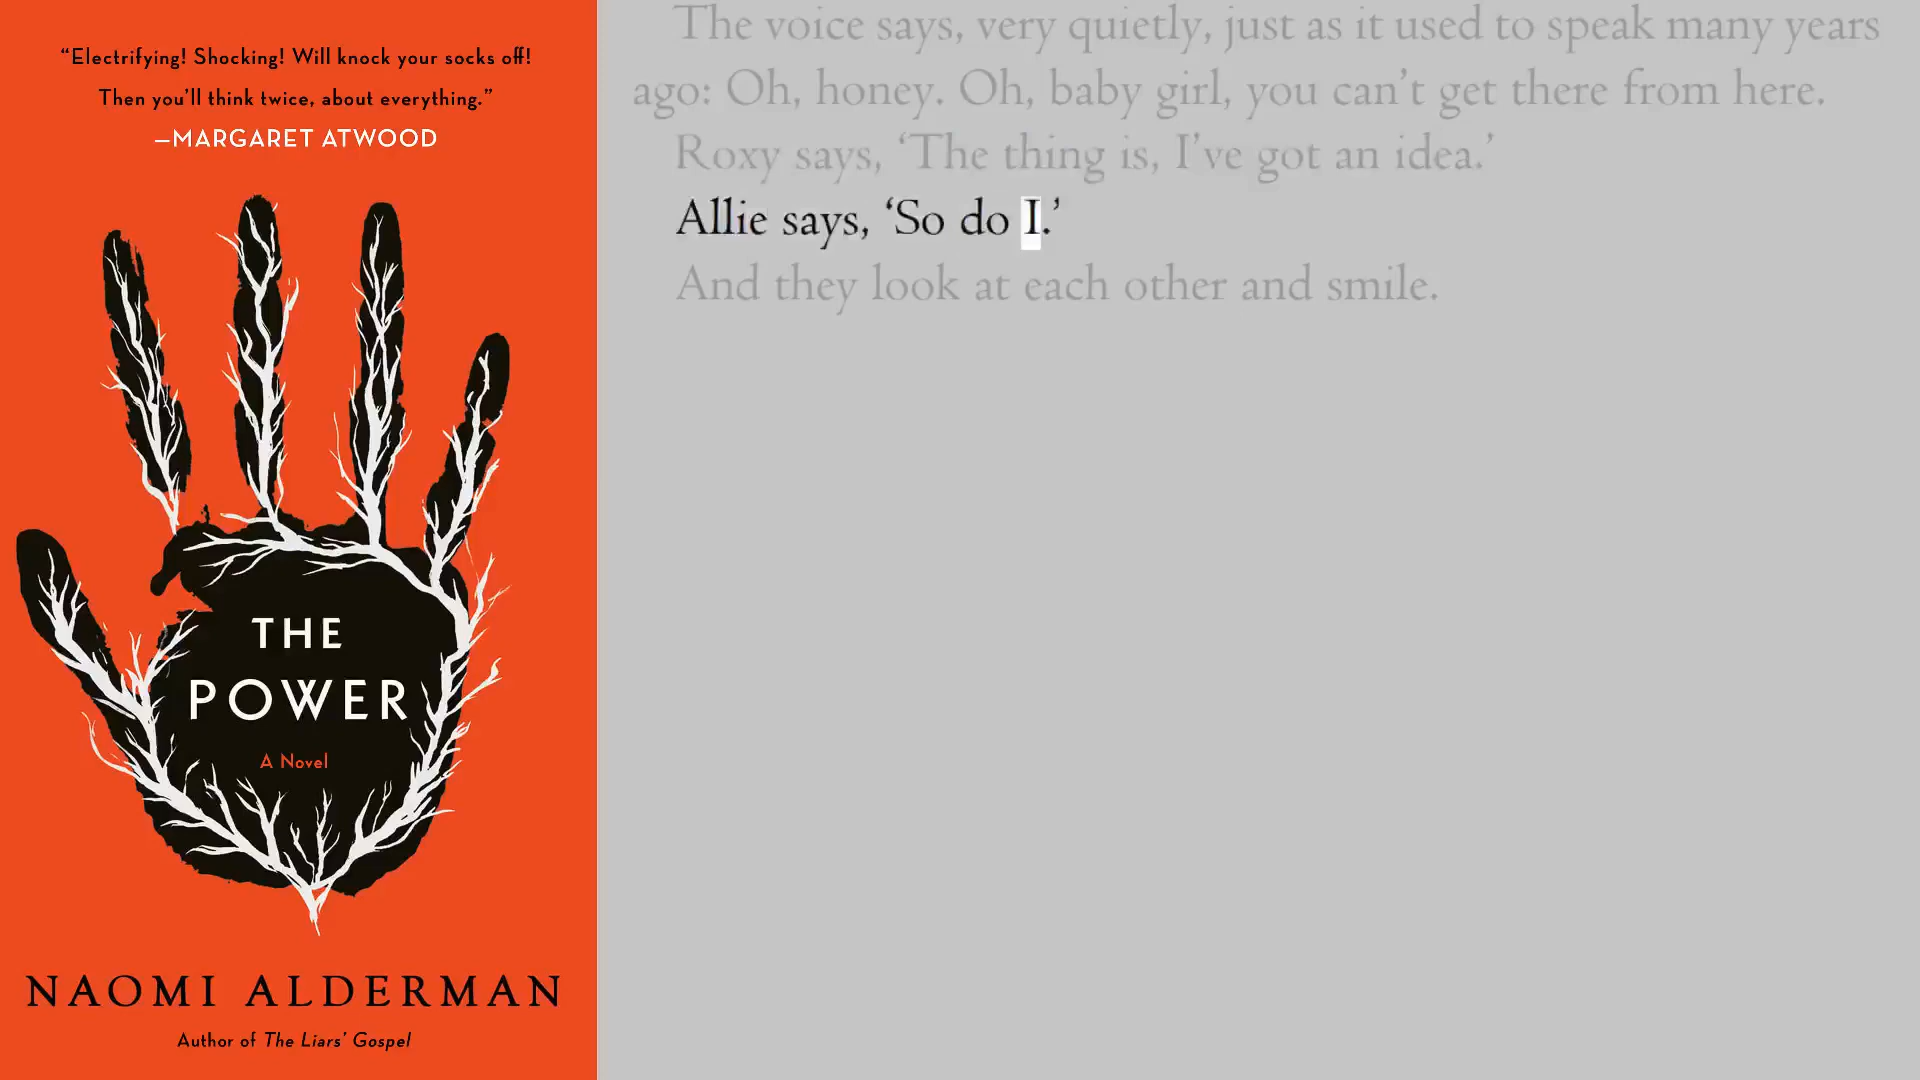 “Electrifying! Shocking! Will knock your socks off!
Then you’ll think twice, about everything.”
—MARGARET ATWOOD
THE
POWER
A Novel
NAOMI ALDERMAN
Author of The Liars’ Gospel
The voice says, very quietly, just as it used to speak many years
ago: Oh, honey. Oh, baby girl, you can’t get there from here.
Roxy says, ‘The thing is, I’ve got an idea.’
Allie says, ‘So do I.’
And they look at each other and smile.